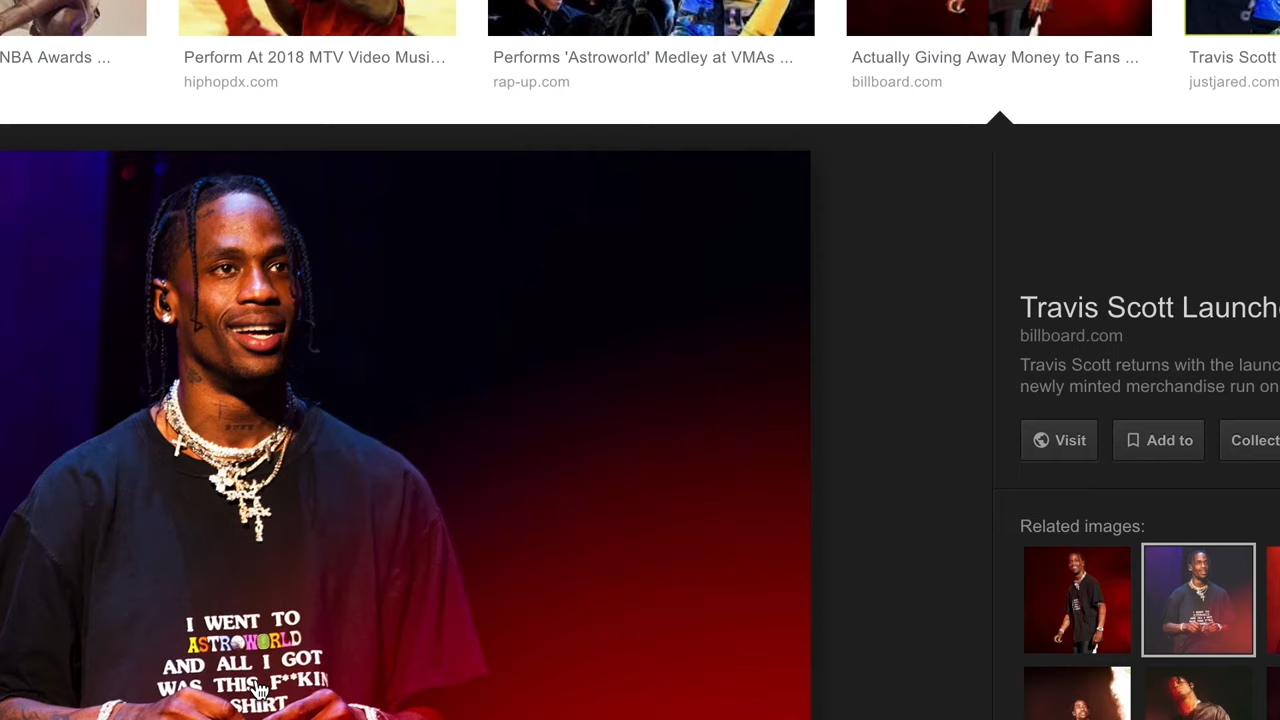 NBA Awards ...
Perform At 2018 MTV Video Musi...
Performs 'Astroworld' Medley at VMAs ...
Actually Giving Away Money to Fans ...
Travis Scott
hiphopdx.com
rap-up.com
billboard.com
justjared.com
Travis Scott Launch
billboard.com
Travis Scott returns with the launc
newly minted merchandise run on
Visit
Add to
Collect
Related images:
I WENT TO
ASTROWORLD
AND ALL I GOT
WAS THIS F**KIN
SHIRT